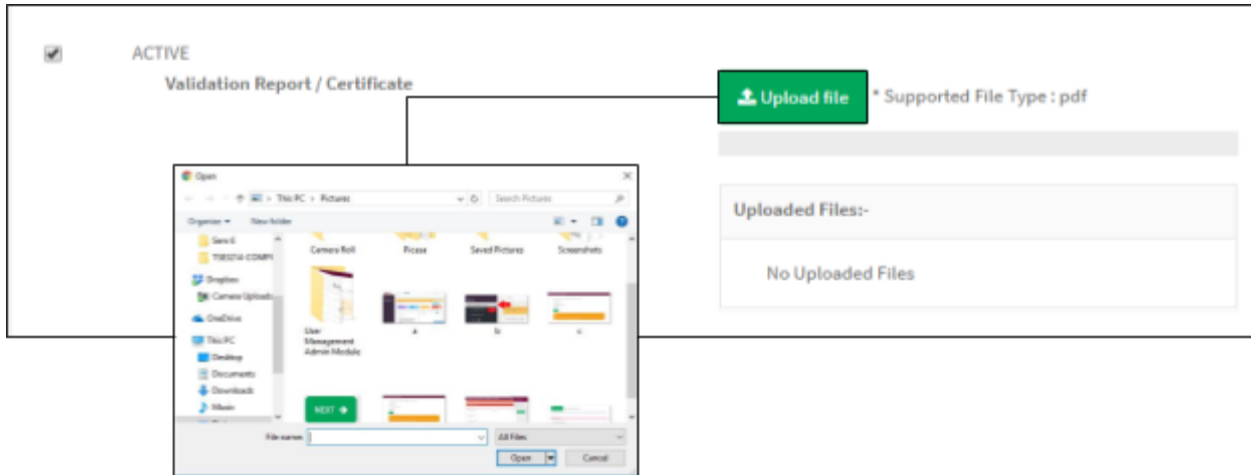 ACTIVE
Validation Report / Certificate
Upload file
* Supported File Type : pdf
Uploaded Files:-
No Uploaded Files
Open
This PC > Pictures
Search Pictures
Organize
New folder
Saro 6
Dropbox
Camera Uploads
OneDrive
This PC
Desktop
Documents
Downloads
Music
Camera Roll
Picasa
Saved Pictures
Screenshots
User
Management
Admin Module
a
b
c
NEXT
File name:
All Files
Open
Cancel